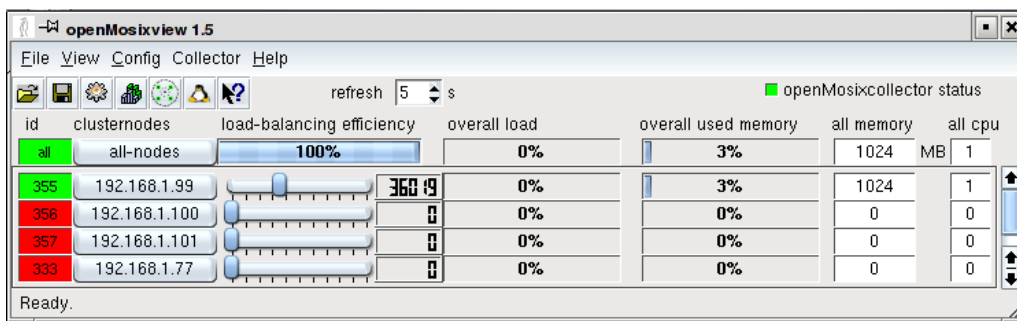 openMosixview 1.5
File View Config Collector Help
refresh 5 s openMosixcollector status
id clusternodes load-balancing efficiency overall load overall used memory all memory all cpu
all all-nodes 100% 0% 3% 1024 MB 1
355 192.168.1.99 36019 0% 3% 1024 1
356 192.168.1.100 0 0% 0% 0 0
357 192.168.1.101 0 0% 0% 0 0
333 192.168.1.77 0 0% 0% 0 0
Ready.